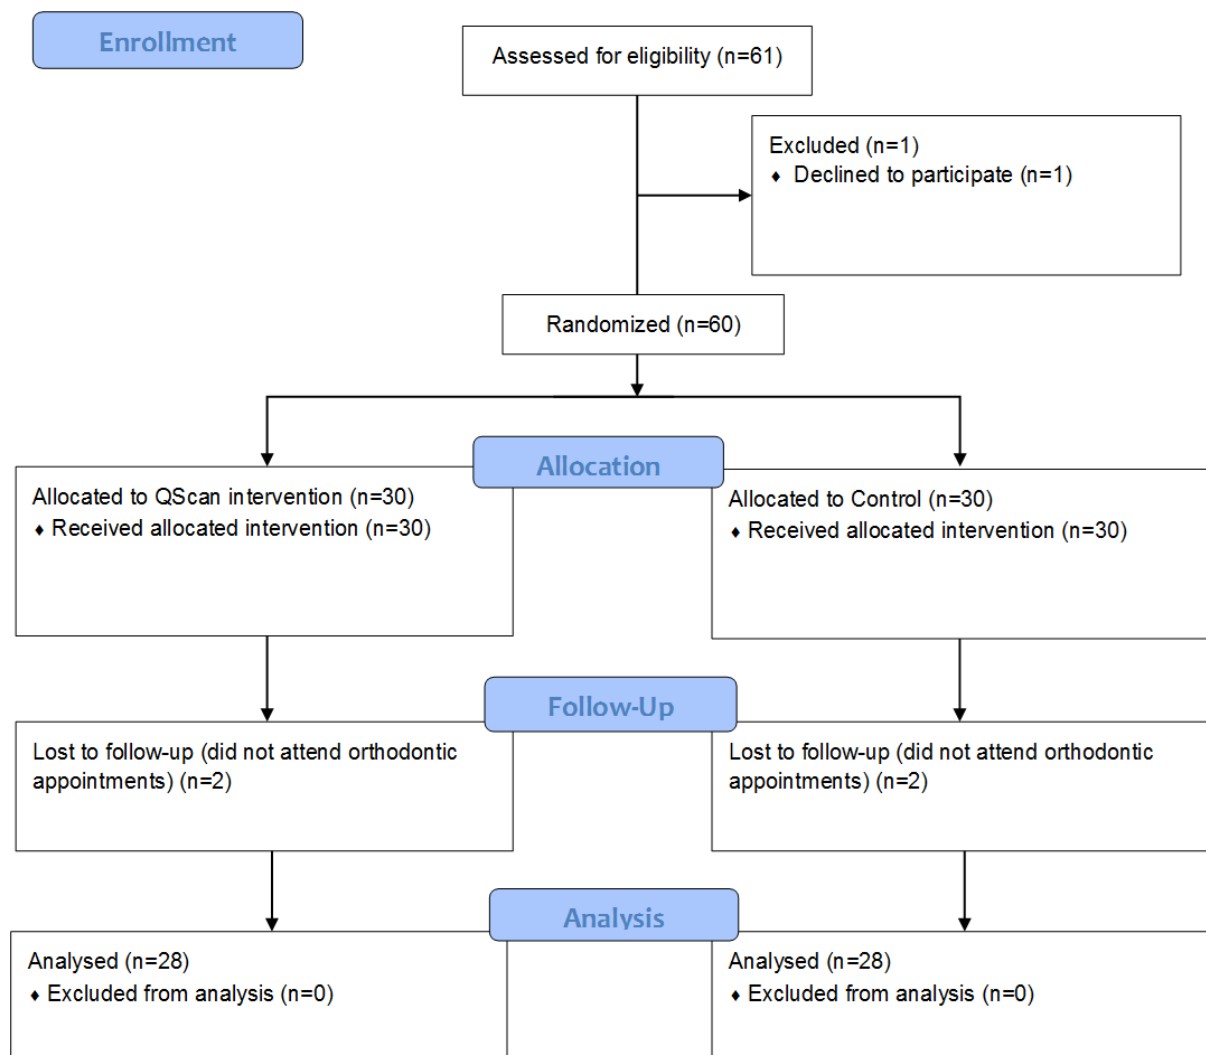 Enrollment
Assessed for eligibility (n=61)
Excluded (n=1)
♦ Declined to participate (n=1)
Randomized (n=60)
Allocation
Allocated to QScan intervention (n=30)
♦ Received allocated intervention (n=30)
Allocated to Control (n=30)
♦ Received allocated intervention (n=30)
Follow-Up
Lost to follow-up (did not attend orthodontic
appointments) (n=2)
Lost to follow-up (did not attend orthodontic
appointments) (n=2)
Analysis
Analysed (n=28)
♦ Excluded from analysis (n=0)
Analysed (n=28)
♦ Excluded from analysis (n=0)